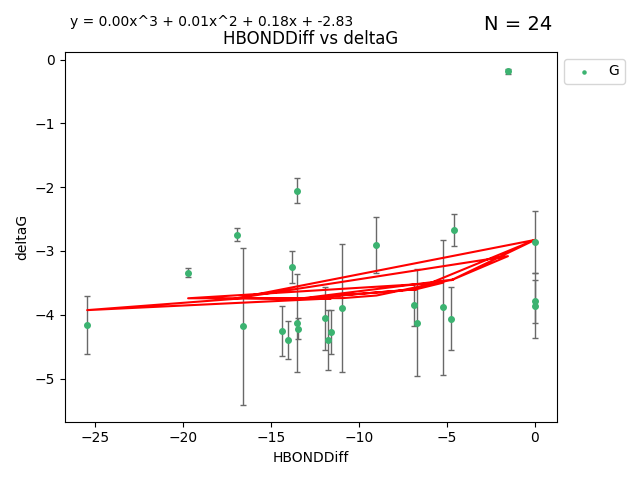 y = 0.00x^3 + 0.01x^2 + 0.18x + -2.83
N = 24
HBONDDiff vs deltaG
G
deltaG
0
−1
−2
−3
−4
−5
−25
−20
−15
−10
−5
0
HBONDDiff